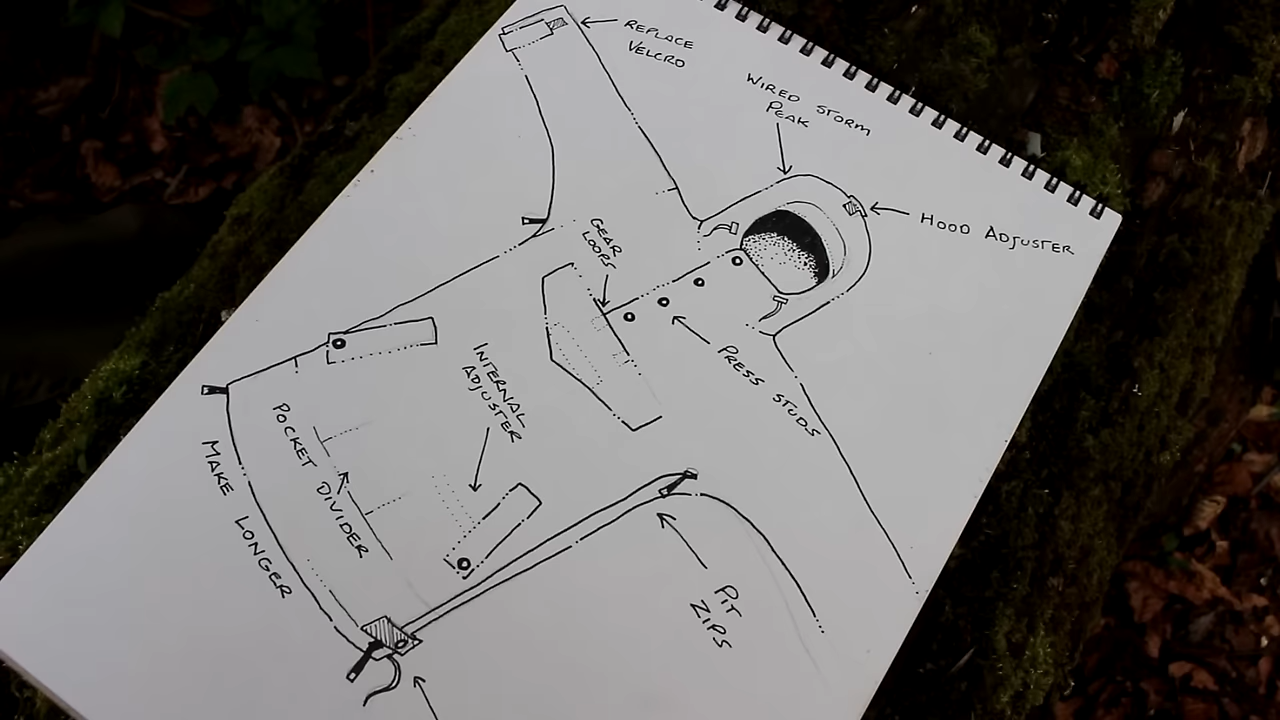 REPLACE
VELCRO
WIRED STORM
PEAK
HOOD ADJUSTER
GEAR
LOOPS
PRESS STUDS
INTERNAL
ADJUSTER
POCKET DIVIDER
MAKE LONGER
PIT
ZIPS